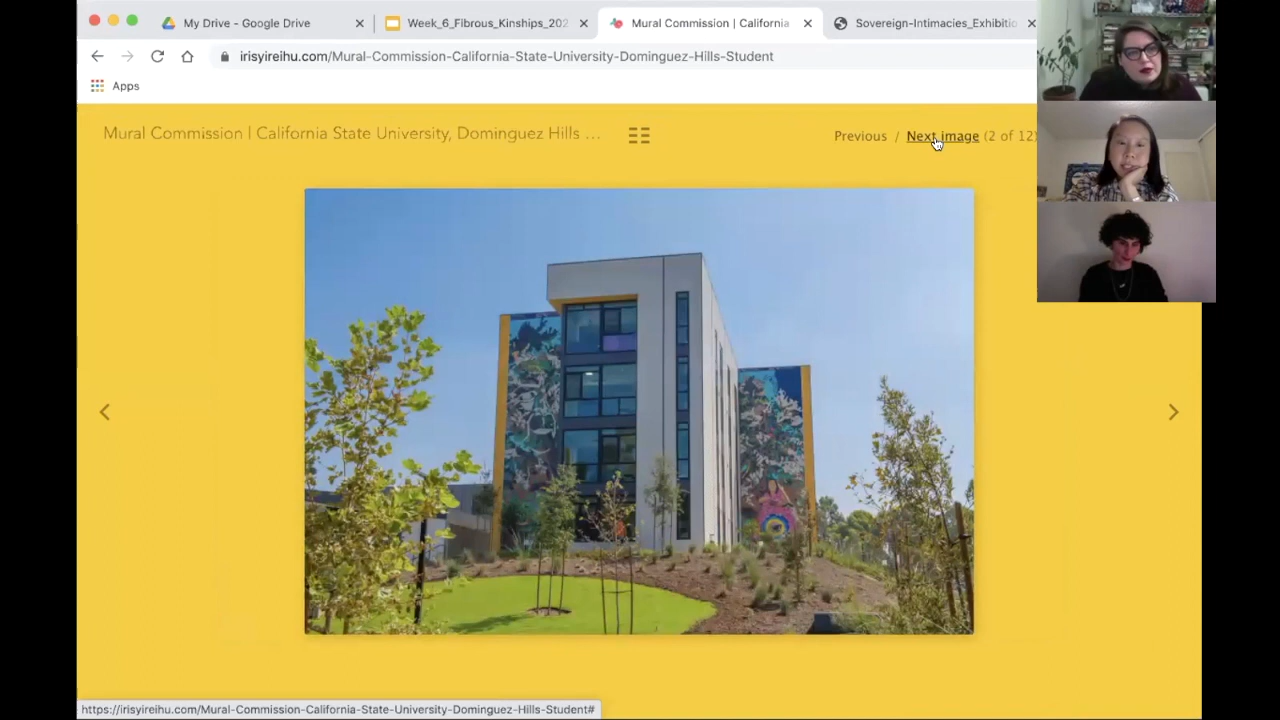 My Drive - Google Drive
Week_6_Fibrous_Kinships_202
Mural Commission | California
Sovereign-Intimacies_Exhibitio
irisyireihu.com/Mural-Commission-California-State-University-Dominguez-Hills-Student
Apps
Mural Commission | California State University, Dominguez Hills ...
Previous / Next image (2 of 12)
https://irisyireihu.com/Mural-Commission-California-State-University-Dominguez-Hills-Student#